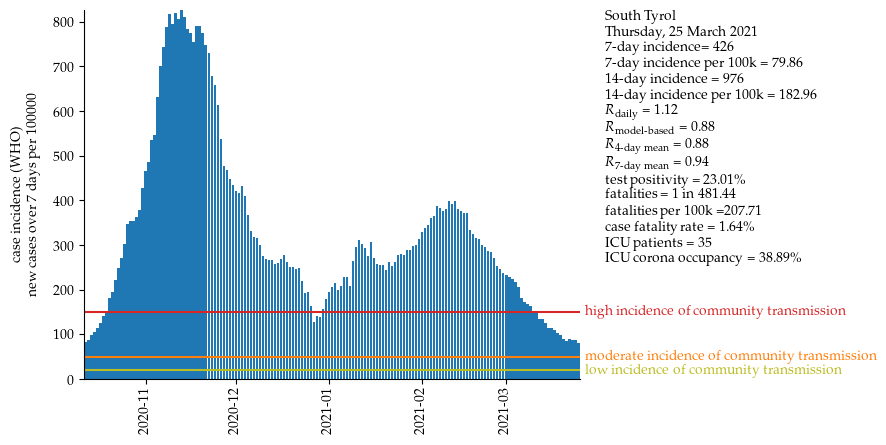 South Tyrol
Thursday, 25 March 2021
7-day incidence= 426
7-day incidence per 100k = 79.86
14-day incidence = 976
14-day incidence per 100k = 182.96
R_daily = 1.12
R_model-based = 0.88
R_4-day mean = 0.88
R_7-day mean = 0.94
test positivity = 23.01%
fatalities = 1 in 481.44
fatalities per 100k =207.71
case fatality rate = 1.64%
ICU patients = 35
ICU corona occupancy = 38.89%
case incidence (WHO)
new cases over 7 days per 100000
800
700
600
500
400
300
200
100
0
high incidence of community transmission
moderate incidence of community transmission
low incidence of community transmission
2020-11
2020-12
2021-01
2021-02
2021-03